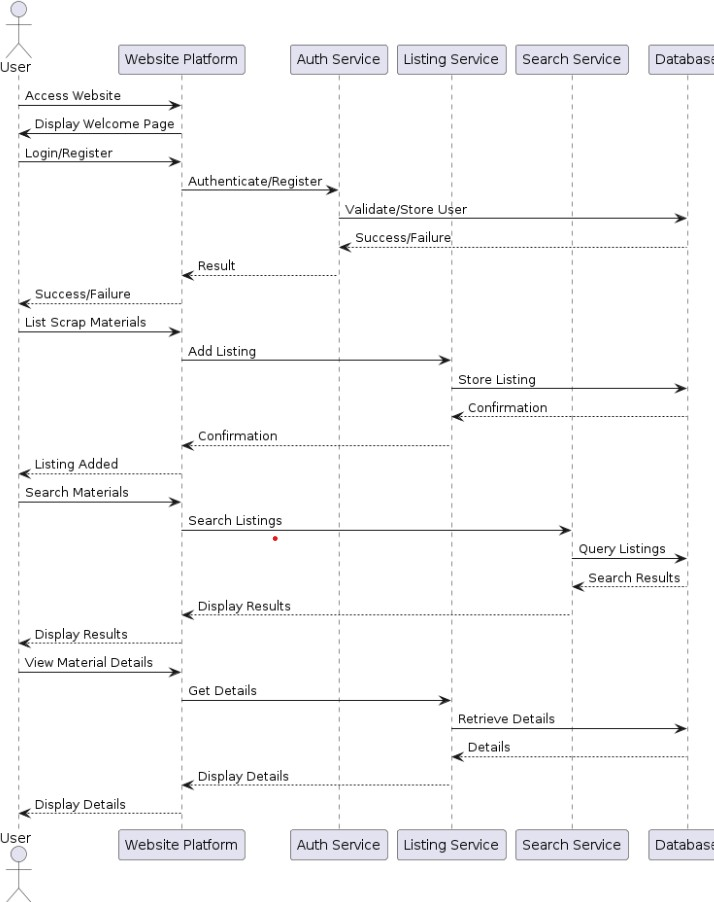 User
Website Platform
Auth Service
Listing Service
Search Service
Database
Access Website
Display Welcome Page
Login/Register
Authenticate/Register
Validate/Store User
Success/Failure
Result
Success/Failure
List Scrap Materials
Add Listing
Store Listing
Confirmation
Confirmation
Listing Added
Search Materials
Search Listings
Query Listings
Search Results
Display Results
Display Results
View Material Details
Get Details
Retrieve Details
Details
Display Details
Display Details
User
Website Platform
Auth Service
Listing Service
Search Service
Database